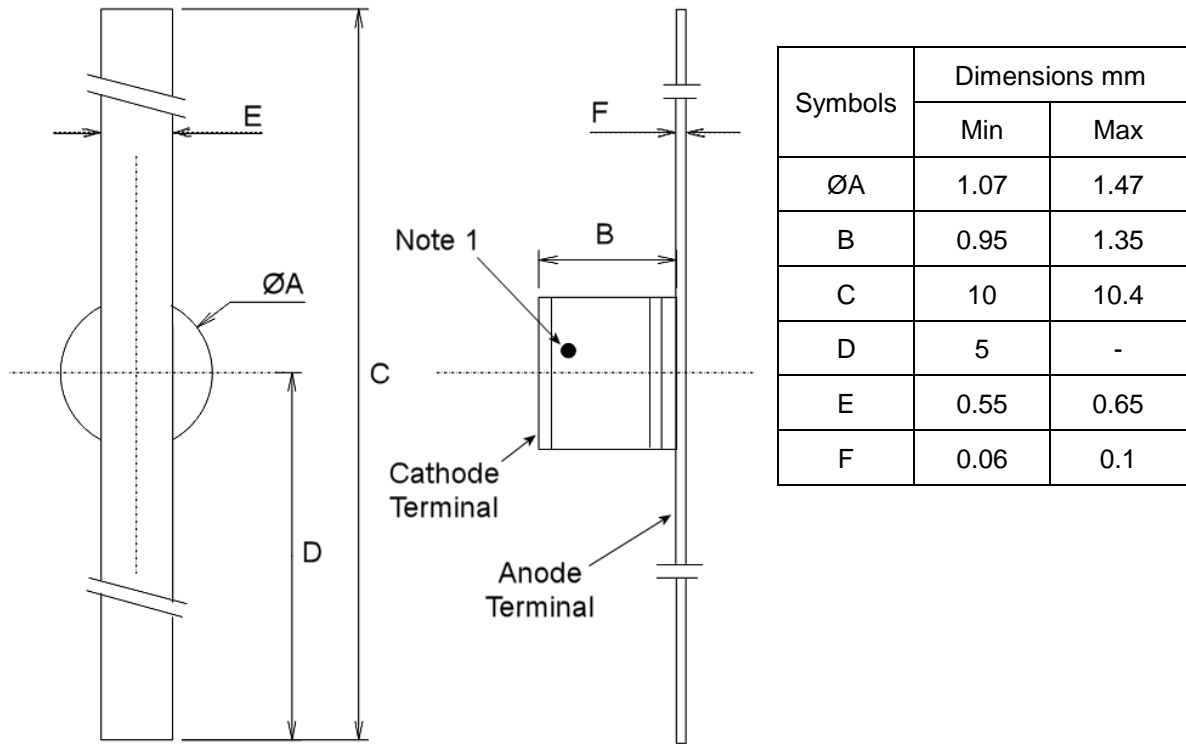 E
ØA
C
D
F
Note 1
B
Cathode
Terminal
Anode
Terminal
Symbols Dimensions mm
Min Max
ØA 1.07 1.47
B 0.95 1.35
C 10 10.4
D 5 -
E 0.55 0.65
F 0.06 0.1